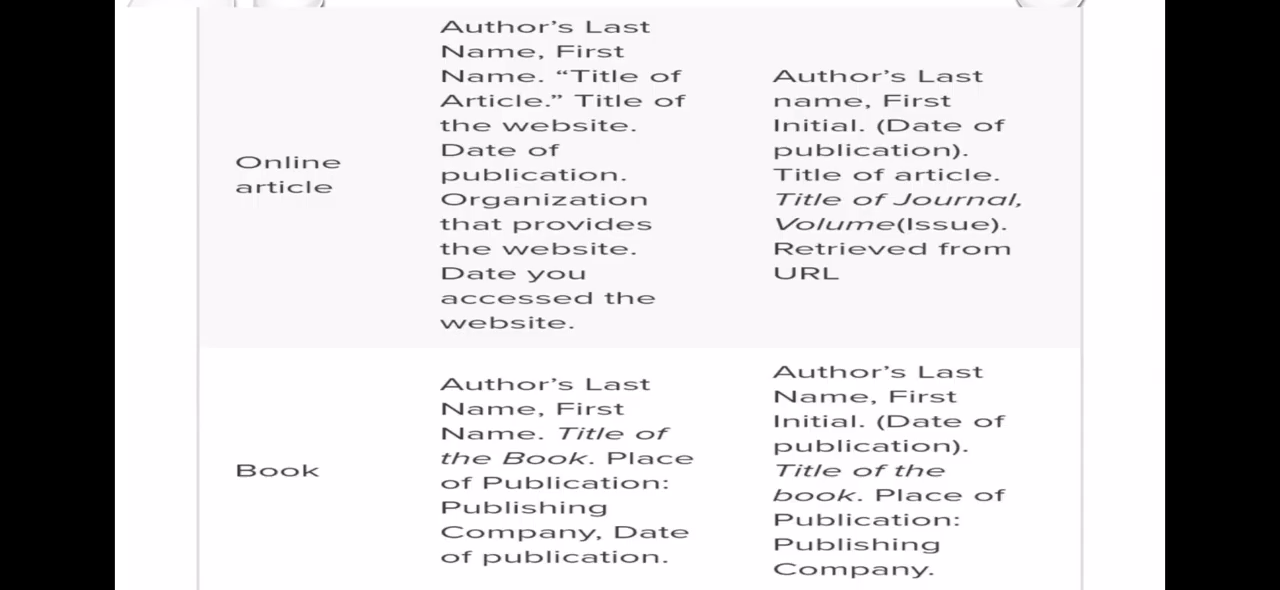 Online
article
Author’s Last
Name, First
Name. “Title of
Article.” Title of
the website.
Date of
publication.
Organization
that provides
the website.
Date you
accessed the
website.
Author’s Last
name, First
Initial. (Date of
publication).
Title of article.
Title of Journal,
Volume(Issue).
Retrieved from
URL
Book
Author’s Last
Name, First
Name. Title of
the Book. Place
of Publication:
Publishing
Company, Date
of publication.
Author’s Last
Name, First
Initial. (Date of
publication).
Title of the
book. Place of
Publication:
Publishing
Company.